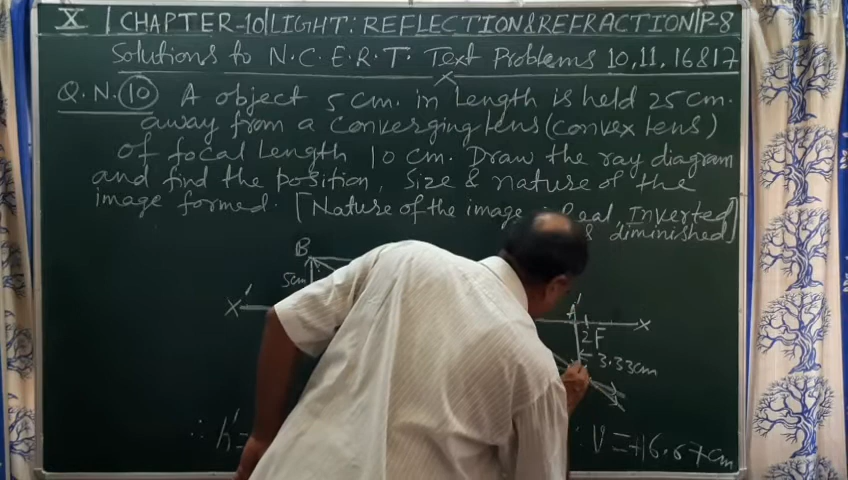 X | CHAPTER-10 | LIGHT: REFLECTION & REFRACTION | P-8
Solutions to N.C.E.R.T. Text Problems 10,11,16&17
Q.N. 10 A object 5cm. in Length is held 25cm.
away from a converging Lens (convex lens)
of focal Length 10 cm. Draw the ray diagram
and find the position, size & nature of the
image formed. [Nature of the image Real, Inverted
& diminished]
B
5cm
X' A' X
2F
3.33cm
∴ h' =
∴ V = +16.67cm